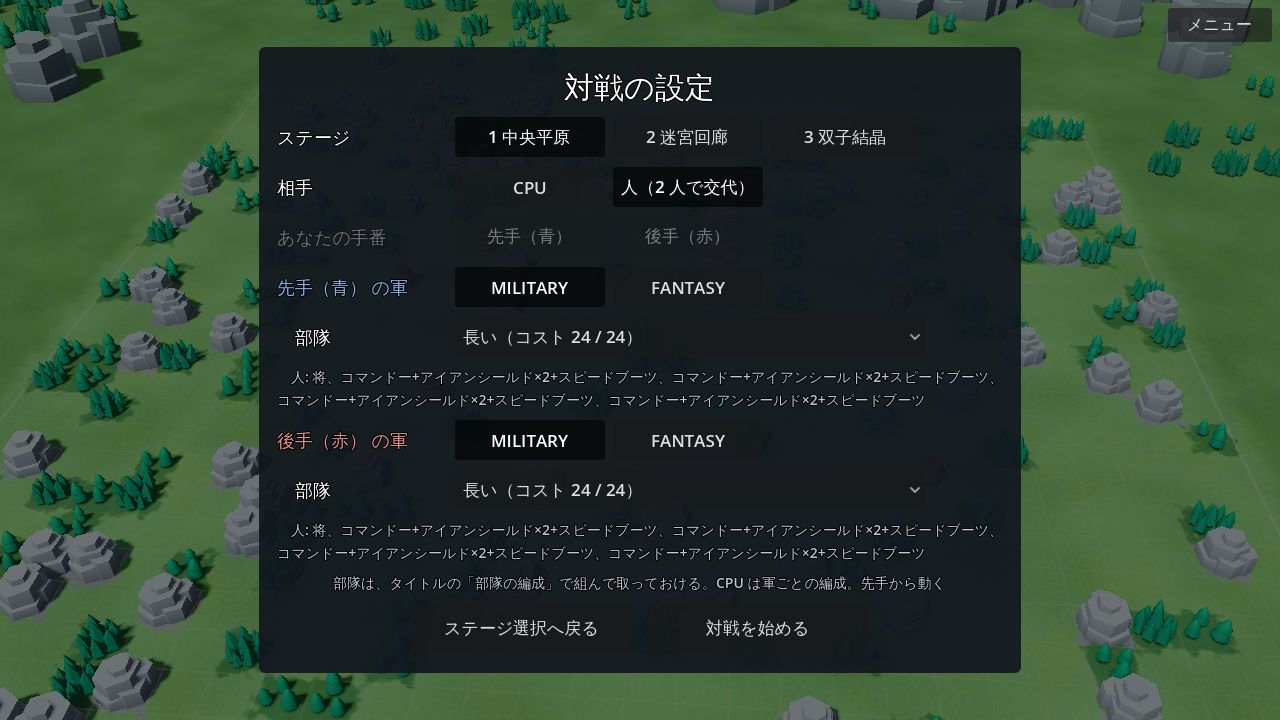 メニュー
対戦の設定
ステージ 1 中央平原 2 迷宮回廊 3 双子結晶
相手 CPU 人（2 人で交代）
あなたの手番 先手（青） 後手（赤）
先手（青） の軍 MILITARY FANTASY
部隊 長い（コスト 24 / 24）
人: 将、コマンドー+アイアンシールド×2+スピードブーツ、コマンドー+アイアンシールド×2+スピードブーツ、
コマンドー+アイアンシールド×2+スピードブーツ、コマンドー+アイアンシールド×2+スピードブーツ
後手（赤） の軍 MILITARY FANTASY
部隊 長い（コスト 24 / 24）
人: 将、コマンドー+アイアンシールド×2+スピードブーツ、コマンドー+アイアンシールド×2+スピードブーツ、
コマンドー+アイアンシールド×2+スピードブーツ、コマンドー+アイアンシールド×2+スピードブーツ
部隊は、タイトルの「部隊の編成」で組んで取っておける。CPU は軍ごとの編成。先手から動く
ステージ選択へ戻る 対戦を始める